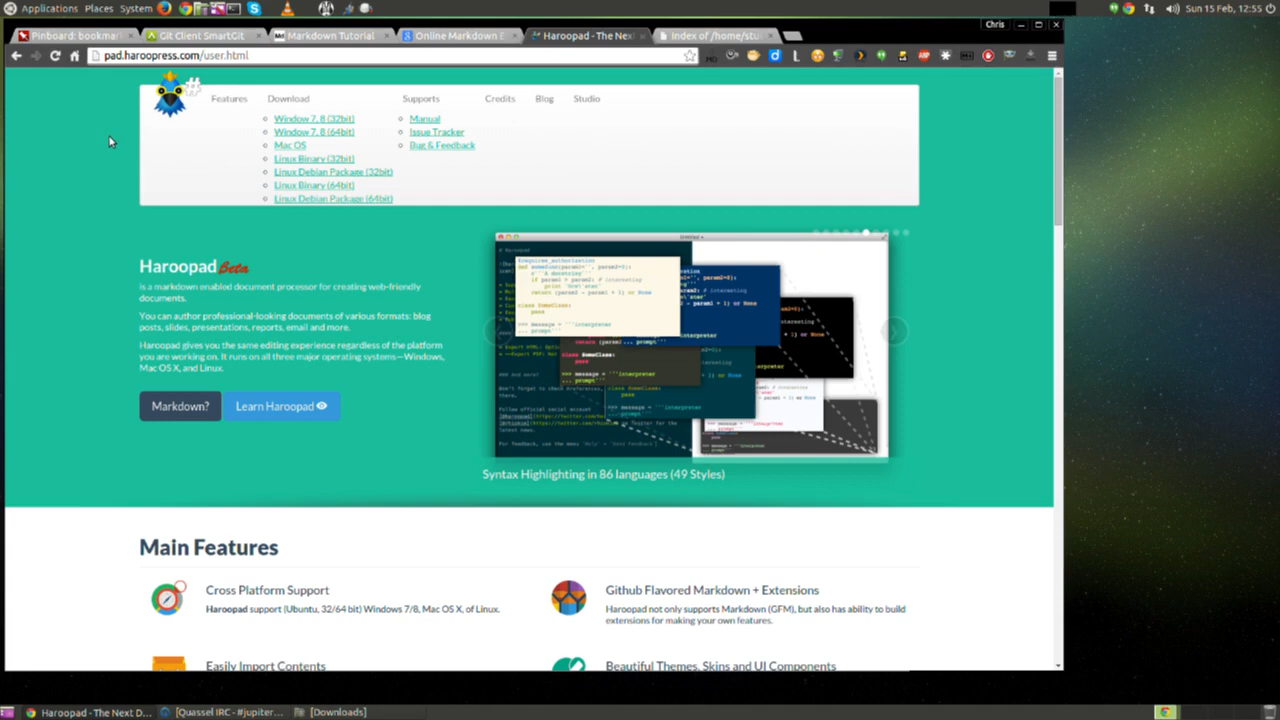 Applications Places System Sun 15 Feb, 12:55
Chris
Pinboard: bookmar Git Client SmartGit Markdown Tutorial Online Markdown E Haroopad - The Nex Index of /home/stu
pad.haroopress.com/user.html
#
Features Download Supports Credits Blog Studio
Window 7, 8 (32bit) Manual
Window 7, 8 (64bit) Issue Tracker
Mac OS Bug & Feedback
Linux Binary (32bit)
Linux Debian Package (32bit)
Linux Binary (64bit)
Linux Debian Package (64bit)
Haroopad Beta
is a markdown enabled document processor for creating web-friendly
documents.
You can author professional-looking documents of various formats: blog
posts, slides, presentations, reports, email and more.
Haroopad gives you the same editing experience regardless of the platform
you are working on. It runs on all three major operating systems—Windows,
Mac OS X, and Linux.
Markdown? Learn Haroopad
Syntax Highlighting in 86 languages (49 Styles)
Main Features
Cross Platform Support Github Flavored Markdown + Extensions
Haroopad support (Ubuntu, 32/64 bit) Windows 7/8, Mac OS X, of Linux. Haroopad not only supports Markdown (GFM), but also has ability to build
extensions for making your own features.
Easily Import Contents Beautiful Themes, Skins and UI Components
Haroopad - The Next D... [Quassel IRC - #jupiter... [Downloads]